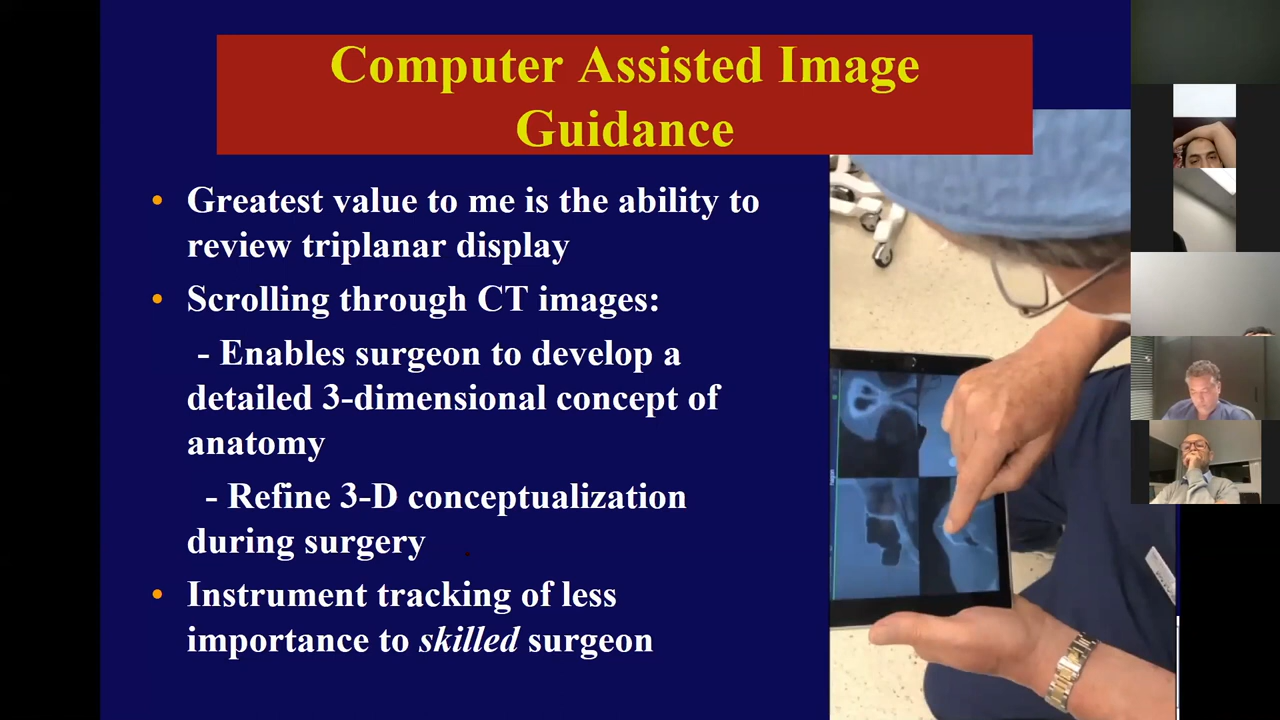 Computer Assisted Image
Guidance
• Greatest value to me is the ability to
review triplanar display
• Scrolling through CT images:
- Enables surgeon to develop a
detailed 3-dimensional concept of
anatomy
- Refine 3-D conceptualization
during surgery
• Instrument tracking of less
importance to skilled surgeon